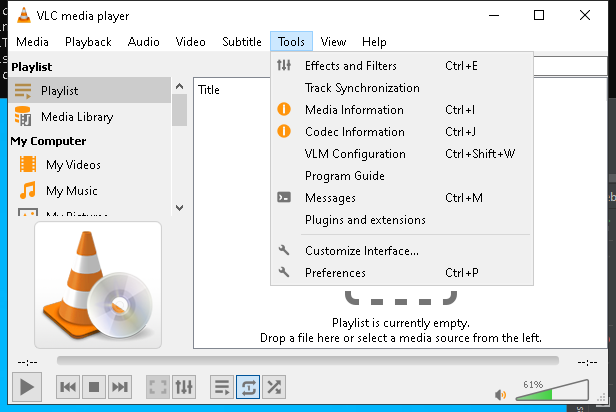 VLC media player
Media Playback Audio Video Subtitle Tools View Help
Playlist
Playlist
Media Library
My Computer
My Videos
My Music
My Pictures
Title
Effects and Filters Ctrl+E
Track Synchronization
Media Information Ctrl+I
Codec Information Ctrl+J
VLM Configuration Ctrl+Shift+W
Program Guide
Messages Ctrl+M
Plugins and extensions
Customize Interface...
Preferences Ctrl+P
Playlist is currently empty.
Drop a file here or select a media source from the left.
--:-- --:--
61%